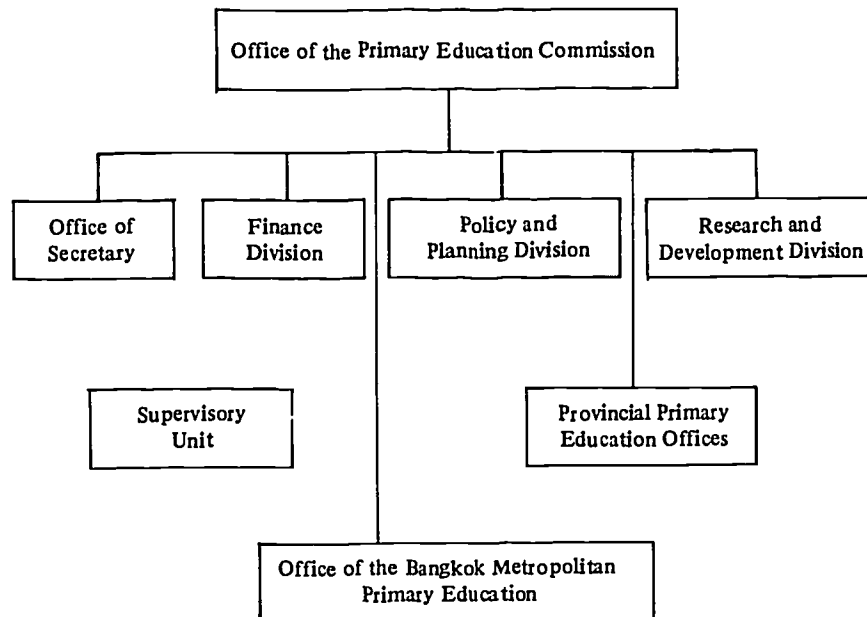 Office of the Primary Education Commission
Office of
Secretary
Finance
Division
Policy and
Planning Division
Research and
Development Division
Supervisory
Unit
Provincial Primary
Education Offices
Office of the Bangkok Metropolitan
Primary Education